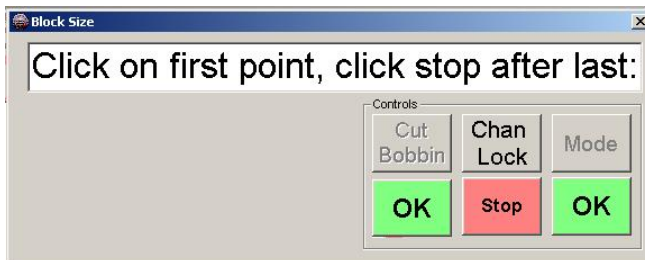 Block Size
Click on first point, click stop after last:
Controls
Cut
Bobbin
Chan
Lock
Mode
OK
Stop
OK